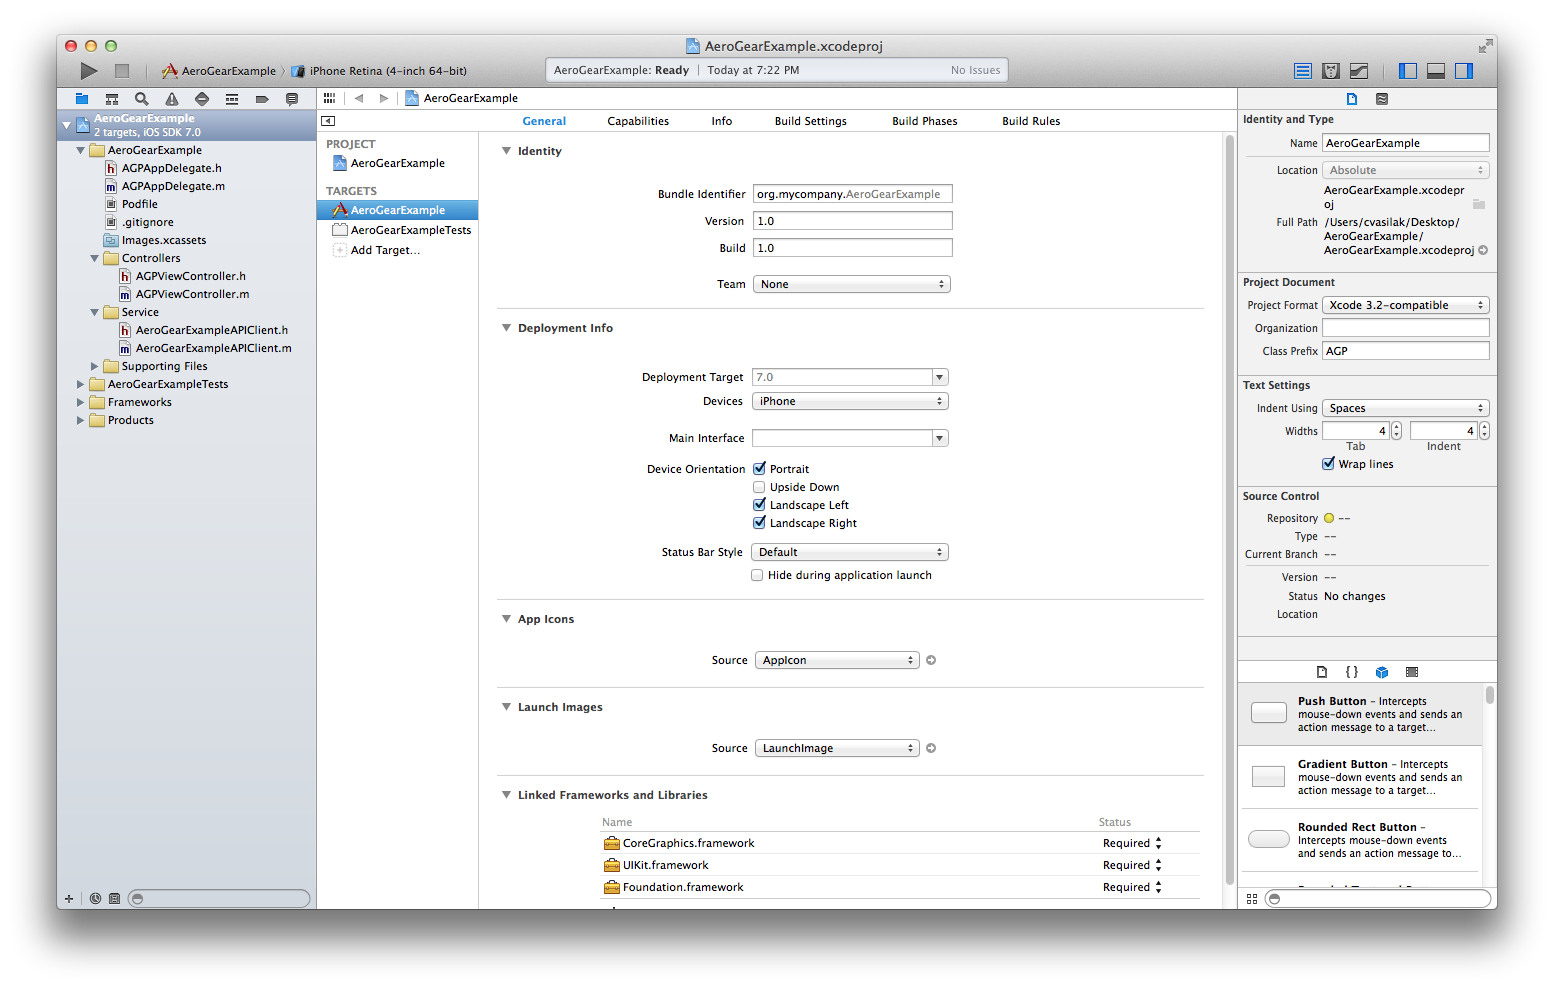 AeroGearExample.xcodeproj
AeroGearExample
iPhone Retina (4-inch 64-bit)
AeroGearExample: Ready
Today at 7:22 PM
No Issues
AeroGearExample
2 targets, iOS SDK 7.0
AeroGearExample
AGPAppDelegate.h
AGPAppDelegate.m
Podfile
.gitignore
Images.xcassets
Controllers
AGPViewController.h
AGPViewController.m
Service
AeroGearExampleAPIClient.h
AeroGearExampleAPIClient.m
Supporting Files
AeroGearExampleTests
Frameworks
Products
AeroGearExample
General
Capabilities
Info
Build Settings
Build Phases
Build Rules
PROJECT
AeroGearExample
TARGETS
AeroGearExample
AeroGearExampleTests
Add Target...
Identity
Bundle Identifier org.mycompany.AeroGearExample
Version 1.0
Build 1.0
Team None
Deployment Info
Deployment Target 7.0
Devices iPhone
Main Interface
Device Orientation Portrait
Upside Down
Landscape Left
Landscape Right
Status Bar Style Default
Hide during application launch
App Icons
Source AppIcon
Launch Images
Source LaunchImage
Linked Frameworks and Libraries
Name Status
CoreGraphics.framework Required
UIKit.framework Required
Foundation.framework Required
Identity and Type
Name AeroGearExample
Location Absolute
AeroGearExample.xcodepr
oj
Full Path /Users/cvasilak/Desktop/
AeroGearExample/
AeroGearExample.xcodeproj
Project Document
Project Format Xcode 3.2-compatible
Organization
Class Prefix AGP
Text Settings
Indent Using Spaces
Widths 4 4
Tab Indent
Wrap lines
Source Control
Repository --
Type --
Current Branch --
Version --
Status No changes
Location
{ }
Push Button - Intercepts
mouse-down events and sends an
action message to a target...
Gradient Button - Intercepts
mouse-down events and sends an
action message to a target...
Rounded Rect Button -
Intercepts mouse-down events
and sends an action message to...